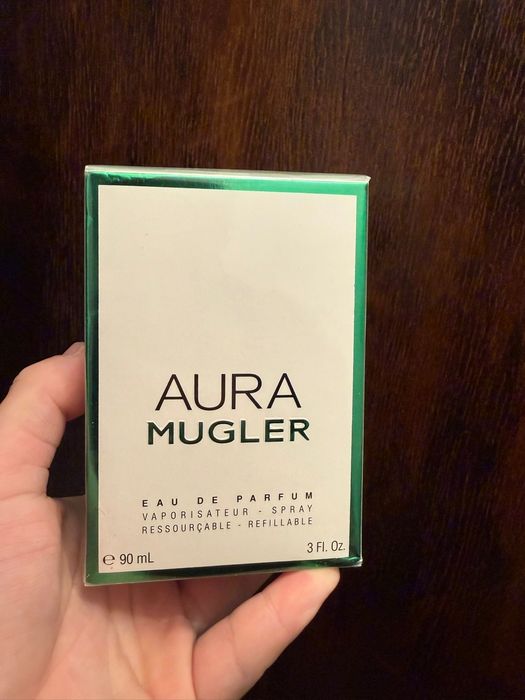 AURA
MUGLER
EAU DE PARFUM
VAPORISATEUR - SPRAY
RESSOURÇABLE - REFILLABLE
℮ 90 mL 3 Fl. Oz.